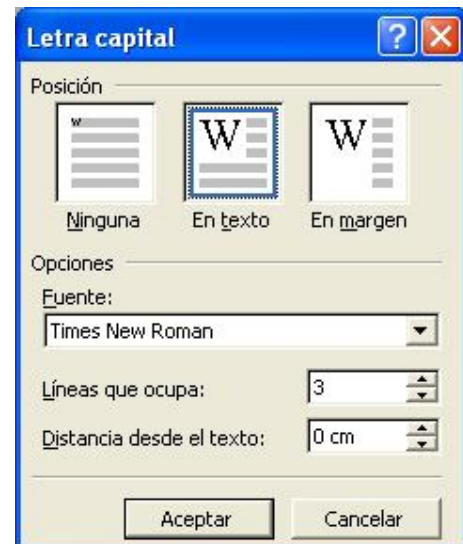 Letra capital
Posición
W W W
Ninguna En texto En margen
Opciones
Fuente:
Times New Roman
Líneas que ocupa: 3
Distancia desde el texto: 0 cm
Aceptar Cancelar